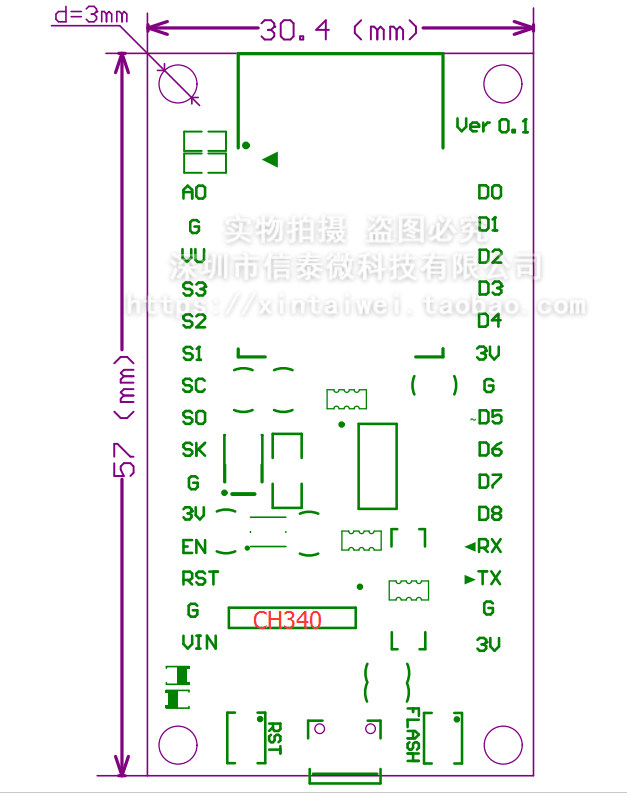 d=3mm
30.4 (mm)
Ver 0.1
A0 D0
G D1
VU D2
S3 D3
S2 D4
S1 3V
SC G
S0 ~D5
SK D6
G D7
3V D8
EN RX
RST TX
G G
VIN 3V
实物拍摄 盗图必究
深圳市信泰微科技有限公司
https://xintaiwei.taobao.com
57 (mm)
CH340
RST
FLASH